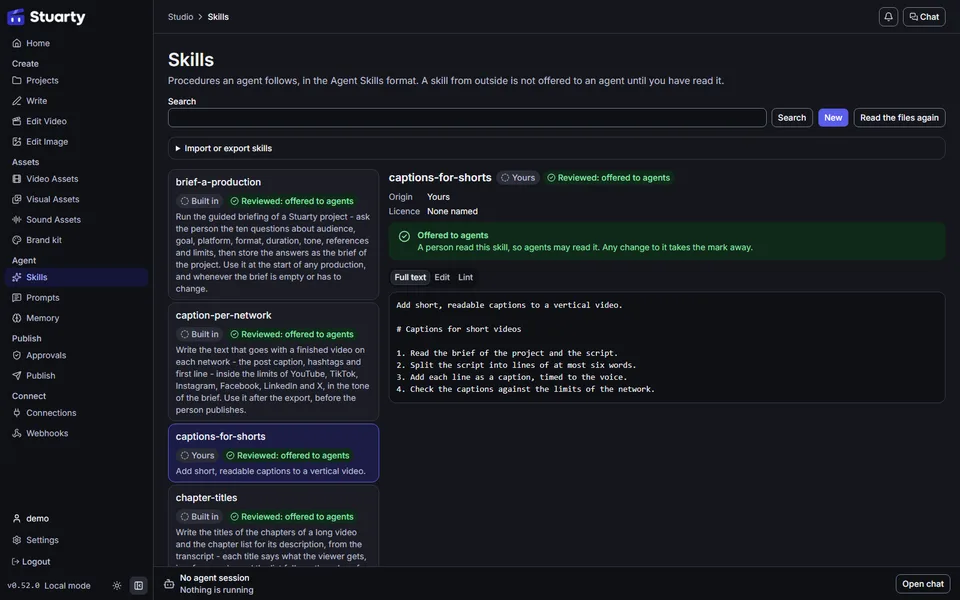 Stuarty
Home
Create
Projects
Write
Edit Video
Edit Image
Assets
Video Assets
Visual Assets
Sound Assets
Brand kit
Agent
Skills
Prompts
Memory
Publish
Approvals
Publish
Connect
Connections
Webhooks
demo
Settings
Logout
v0.52.0 Local mode
Studio > Skills
Chat
Skills
Procedures an agent follows, in the Agent Skills format. A skill from outside is not offered to an agent until you have read it.
Search
Search
New
Read the files again
Import or export skills
brief-a-production
Built in
Reviewed: offered to agents
Run the guided briefing of a Stuarty project - ask
the person the ten questions about audience,
goal, platform, format, duration, tone, references
and limits, then store the answers as the brief of
the project. Use it at the start of any production,
and whenever the brief is empty or has to
change.
caption-per-network
Built in
Reviewed: offered to agents
Write the text that goes with a finished video on
each network - the post caption, hashtags and
first line - inside the limits of YouTube, TikTok,
Instagram, Facebook, LinkedIn and X, in the tone
of the brief. Use it after the export, before the
person publishes.
captions-for-shorts
Yours
Reviewed: offered to agents
Add short, readable captions to a vertical video.
chapter-titles
Built in
Reviewed: offered to agents
Write the titles of the chapters of a long video
and the chapter list for its description, from the
transcript - each title says what the viewer gets,
captions-for-shorts
Yours
Reviewed: offered to agents
Origin Yours
Licence None named
Offered to agents
A person read this skill, so agents may read it. Any change to it takes the mark away.
Full text
Edit
Lint
Add short, readable captions to a vertical video.
# Captions for short videos
1. Read the brief of the project and the script.
2. Split the script into lines of at most six words.
3. Add each line as a caption, timed to the voice.
4. Check the captions against the limits of the network.
No agent session
Nothing is running
Open chat